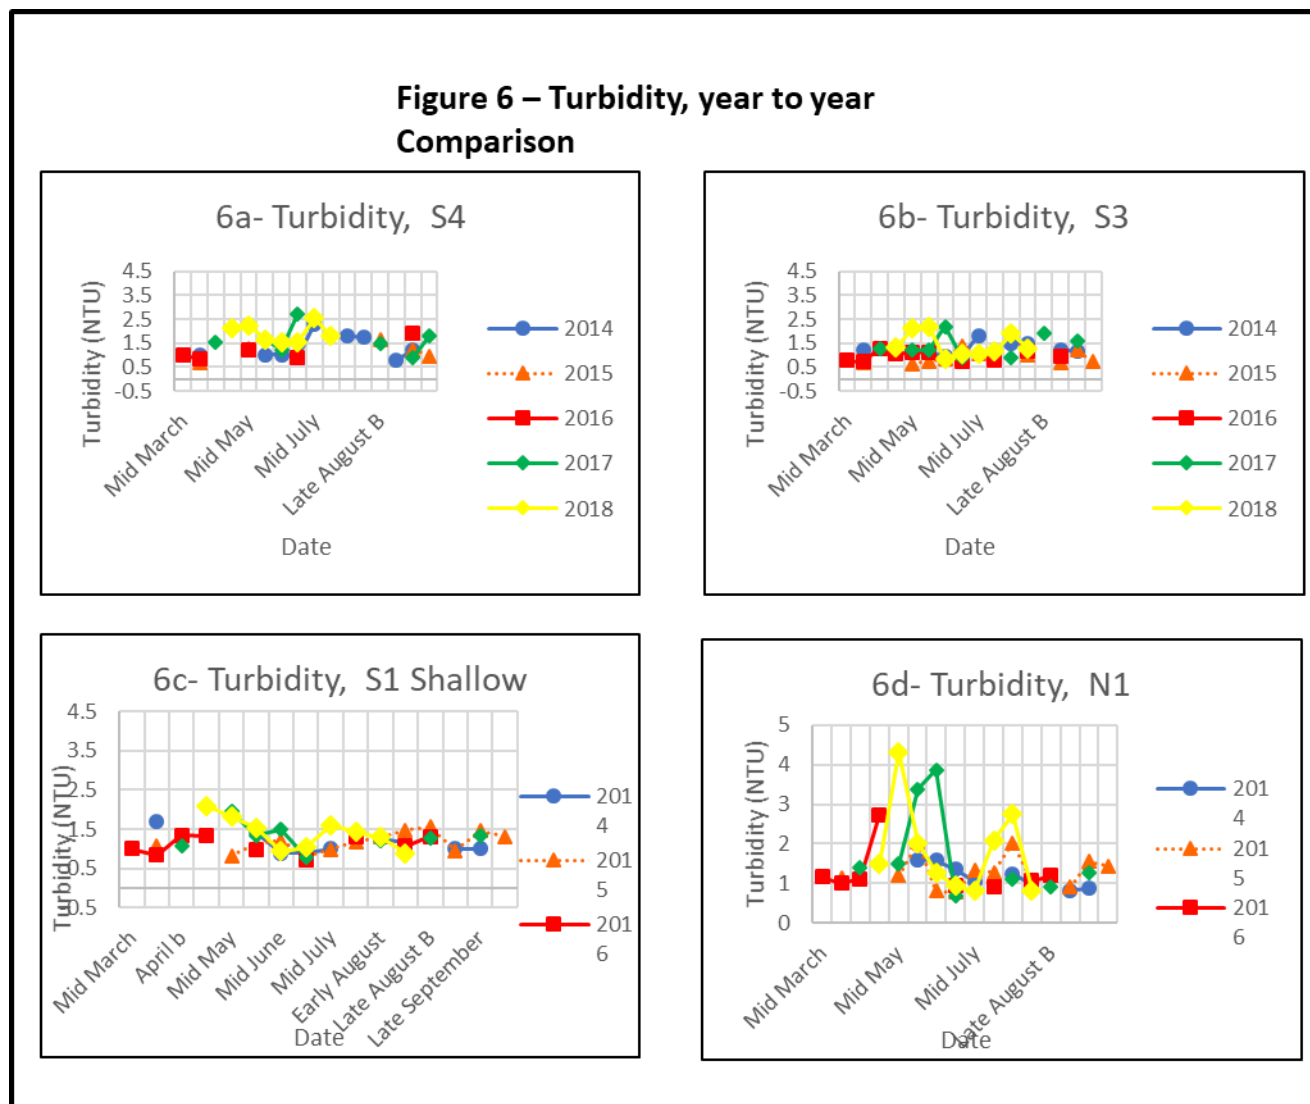 Figure 6 – Turbidity, year to year
Comparison
6a- Turbidity,  S4
4.5
3.5
2.5
1.5
0.5
-0.5
Turbidity (NTU)
Mid March
Mid May
Mid July
Late August B
Date
2014
2015
2016
2017
2018
6b- Turbidity,  S3
4.5
3.5
2.5
1.5
0.5
-0.5
Turbidity (NTU)
Mid March
Mid May
Mid July
Late August B
Date
2014
2015
2016
2017
2018
6c- Turbidity,  S1 Shallow
4.5
3.5
2.5
1.5
0.5
0.5
Turbidity (NTU)
Mid March
April b
Mid May
Mid June
Mid July
Early August
Late August B
Late September
Date
201
4
201
5
201
6
6d- Turbidity,  N1
5
4
3
2
1
0
Turbidity (NTU)
Mid March
Mid May
Mid July
Late August B
Date
201
4
201
5
201
6